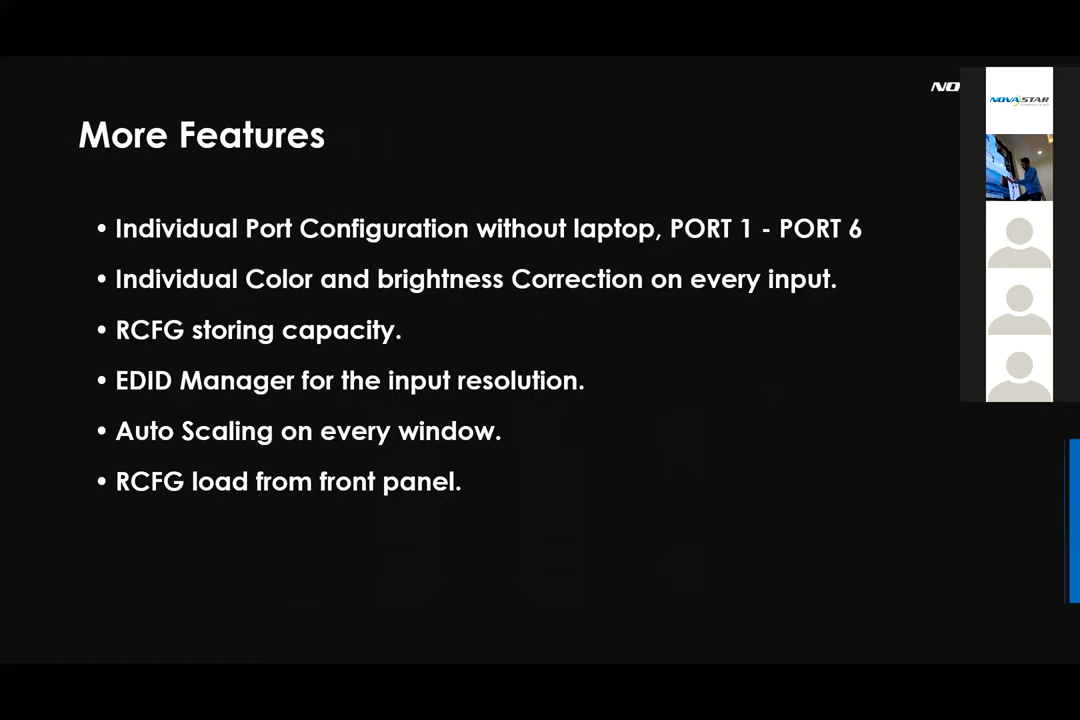 NO
NOVASTAR
More Features
• Individual Port Configuration without laptop, PORT 1 - PORT 6
• Individual Color and brightness Correction on every input.
• RCFG storing capacity.
• EDID Manager for the input resolution.
• Auto Scaling on every window.
• RCFG load from front panel.